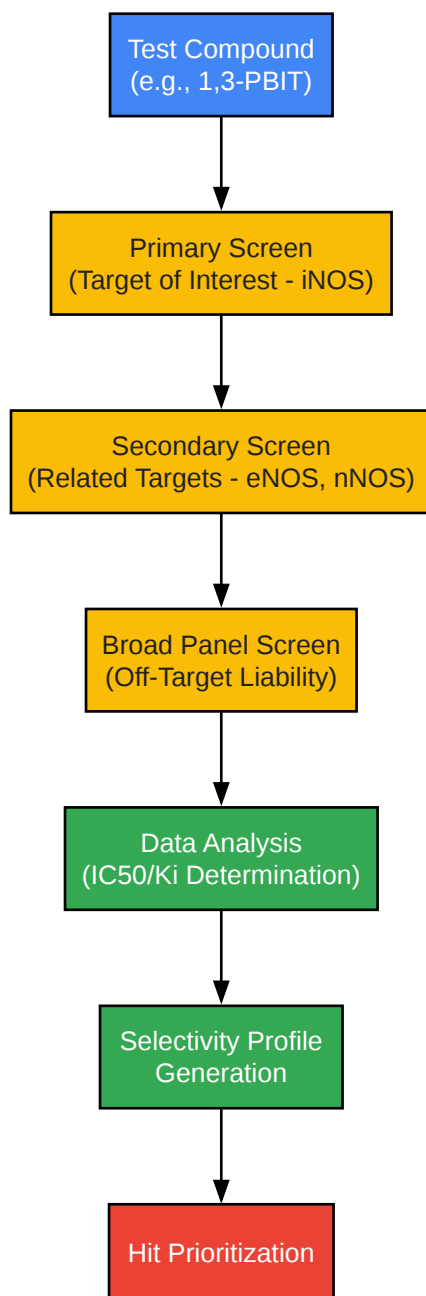 Test Compound
(e.g., 1,3-PBIT)
Primary Screen
(Target of Interest - iNOS)
Secondary Screen
(Related Targets - eNOS, nNOS)
Broad Panel Screen
(Off-Target Liability)
Data Analysis
(IC50/Ki Determination)
Selectivity Profile
Generation
Hit Prioritization